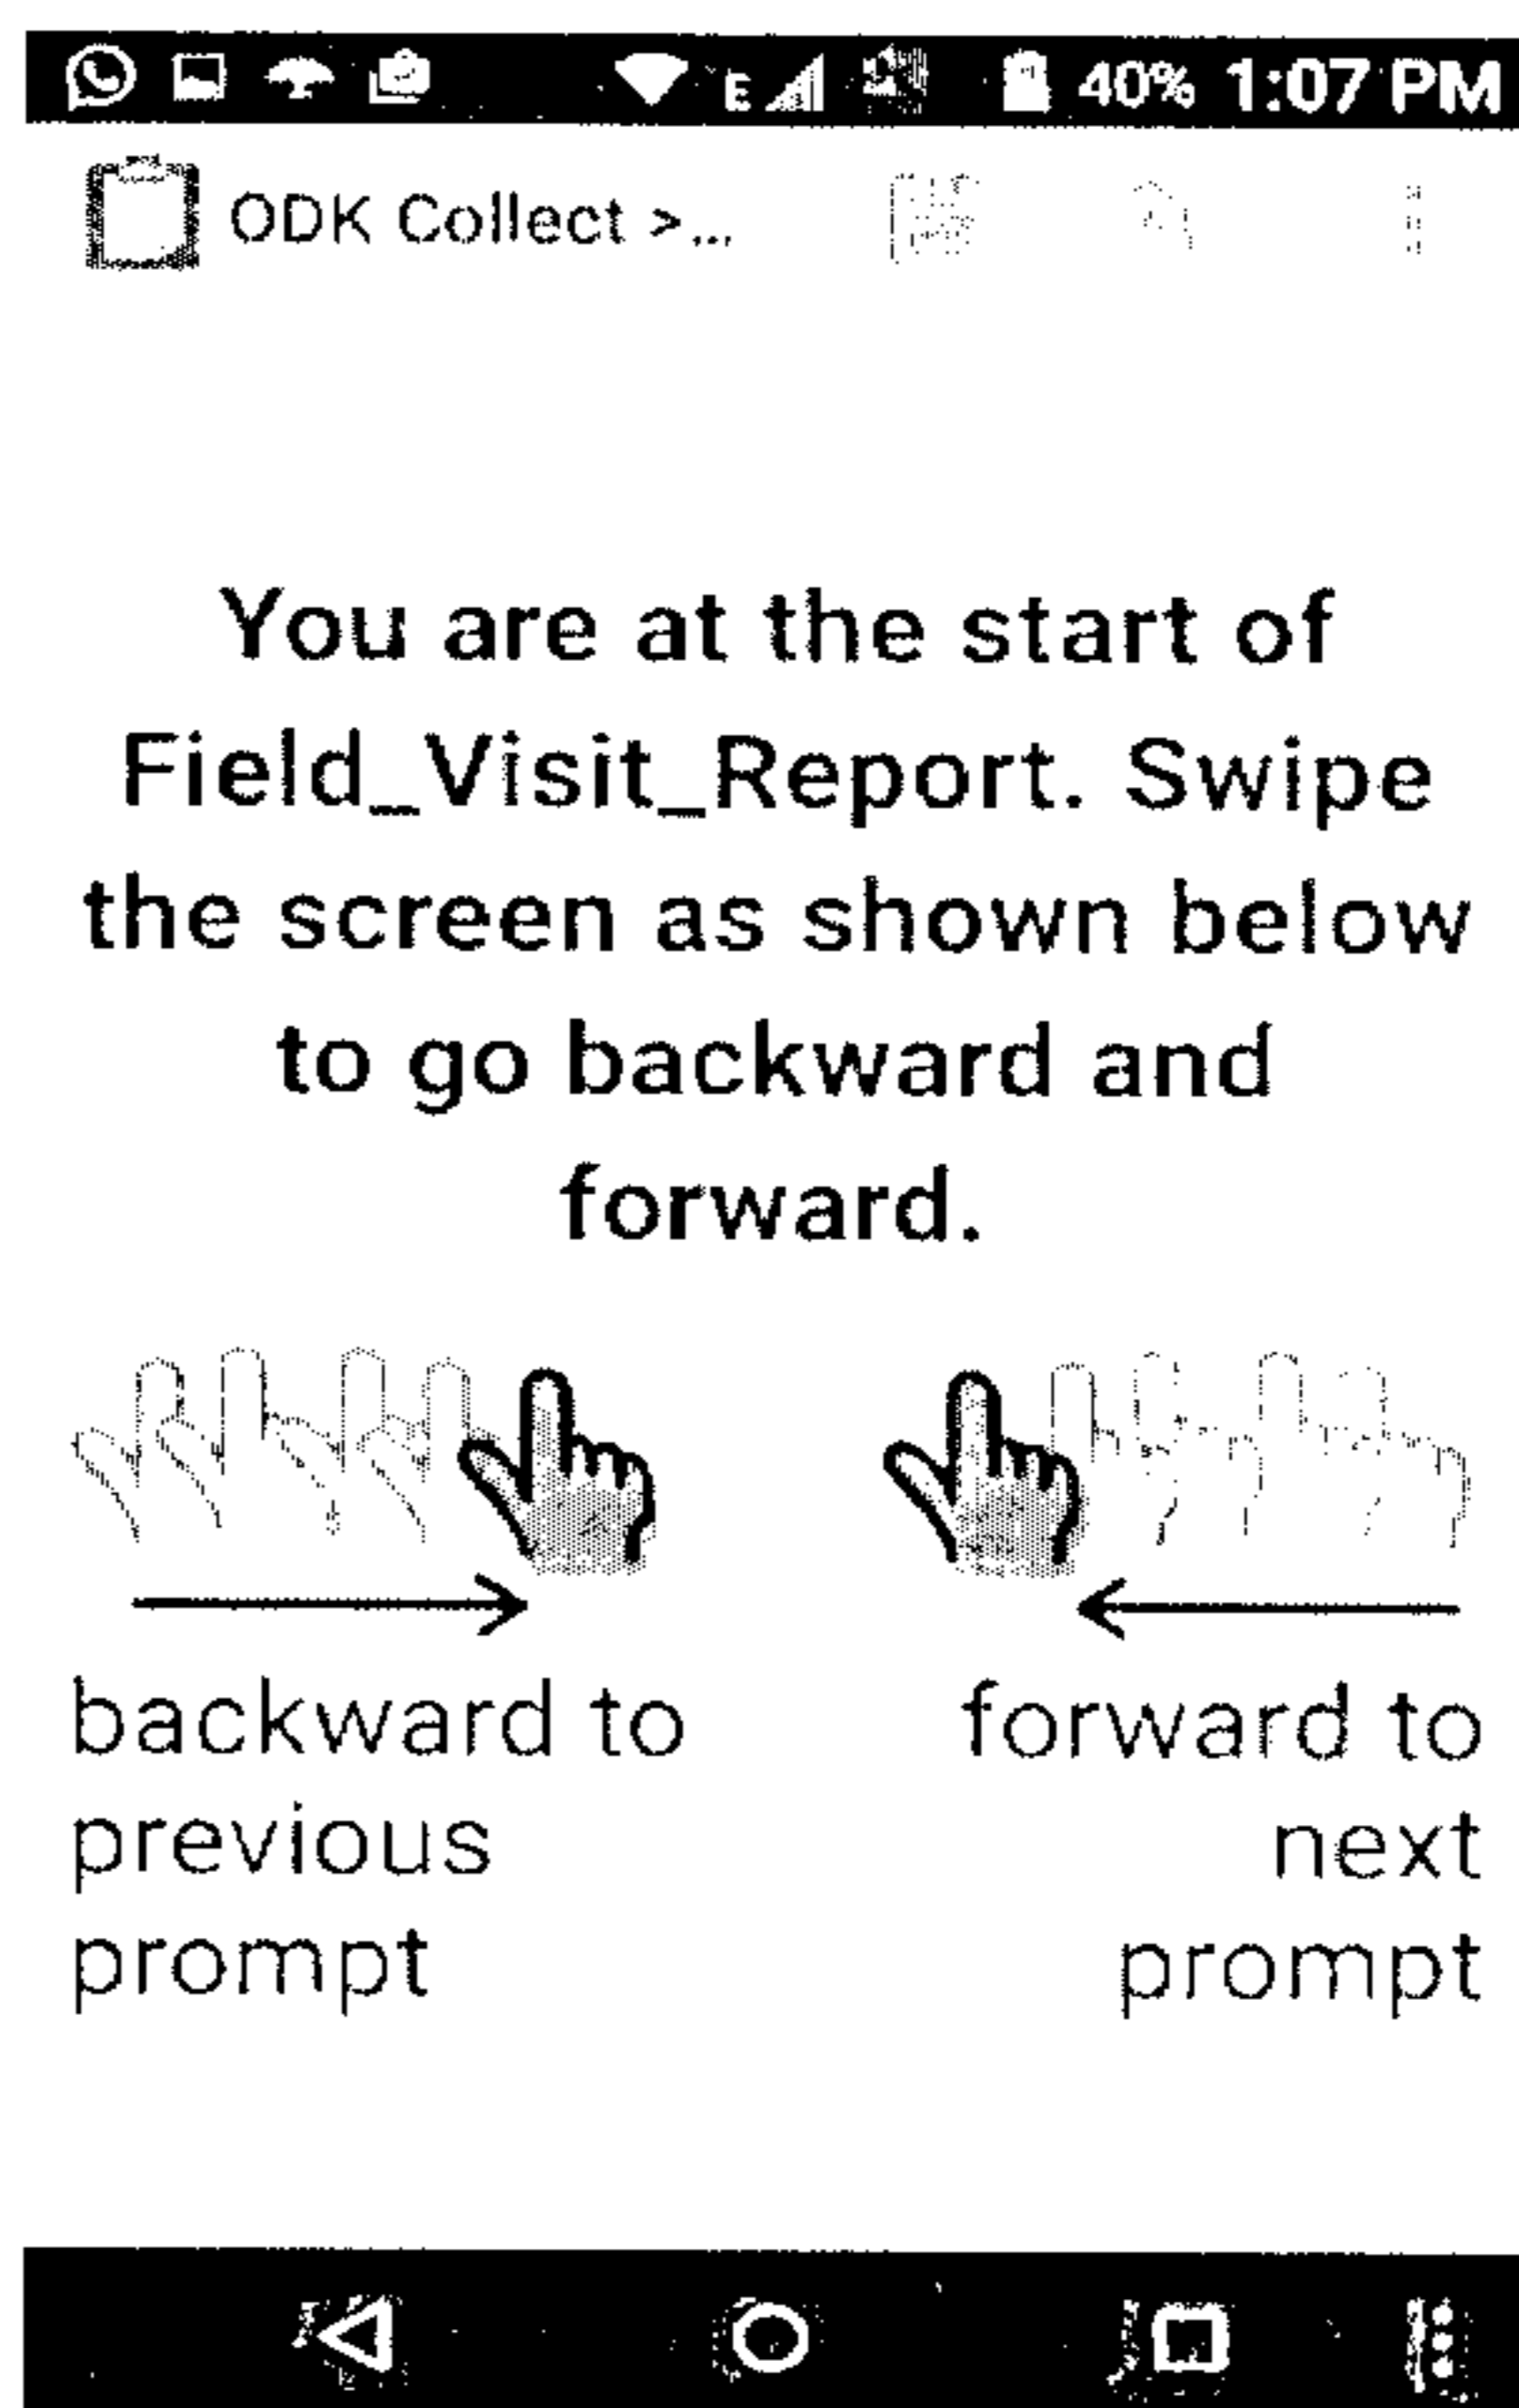 E 40% 1:07 PM
ODK Collect >...
You are at the start of
Field_Visit_Report. Swipe
the screen as shown below
to go backward and
forward.
backward to
previous
prompt
forward to
next
prompt